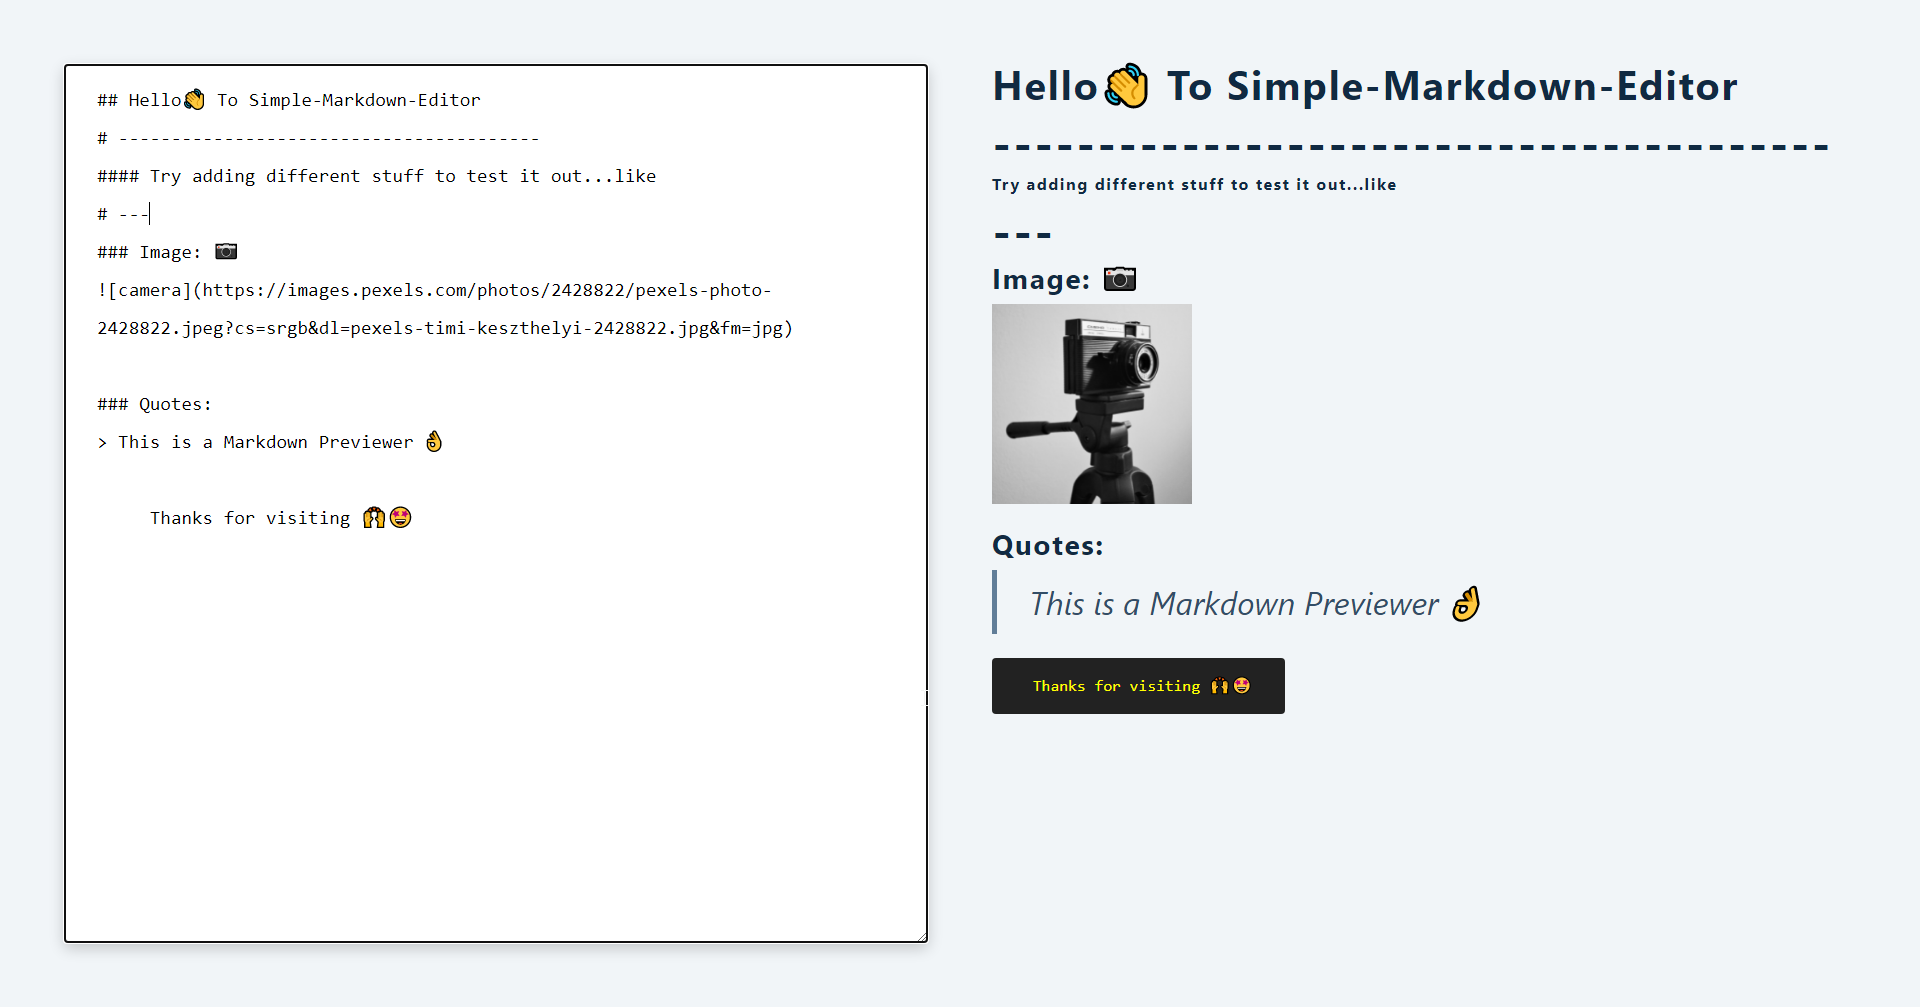 ## Hello👋 To Simple-Markdown-Editor
# ----------------------------------------
#### Try adding different stuff to test it out...like
# ---
### Image: 📷
![camera](https://images.pexels.com/photos/2428822/pexels-photo-
2428822.jpeg?cs=srgb&dl=pexels-timi-keszthelyi-2428822.jpg&fm=jpg)
### Quotes:
> This is a Markdown Previewer 👌
Thanks for visiting 🙌🤩
Hello👋 To Simple-Markdown-Editor
----------------------------------------
Try adding different stuff to test it out...like
---
Image: 📷
Quotes:
This is a Markdown Previewer 👌
Thanks for visiting 🙌🤩